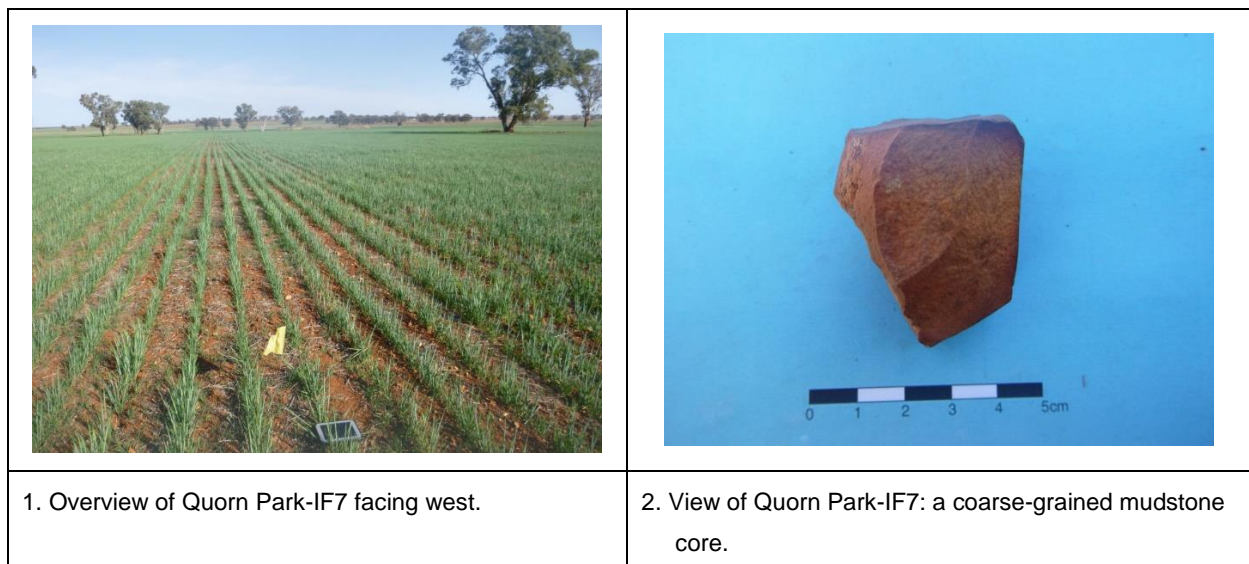 0 1 2 3 4 5cm
1. Overview of Quorn Park-IF7 facing west.
2. View of Quorn Park-IF7: a coarse-grained mudstone
core.